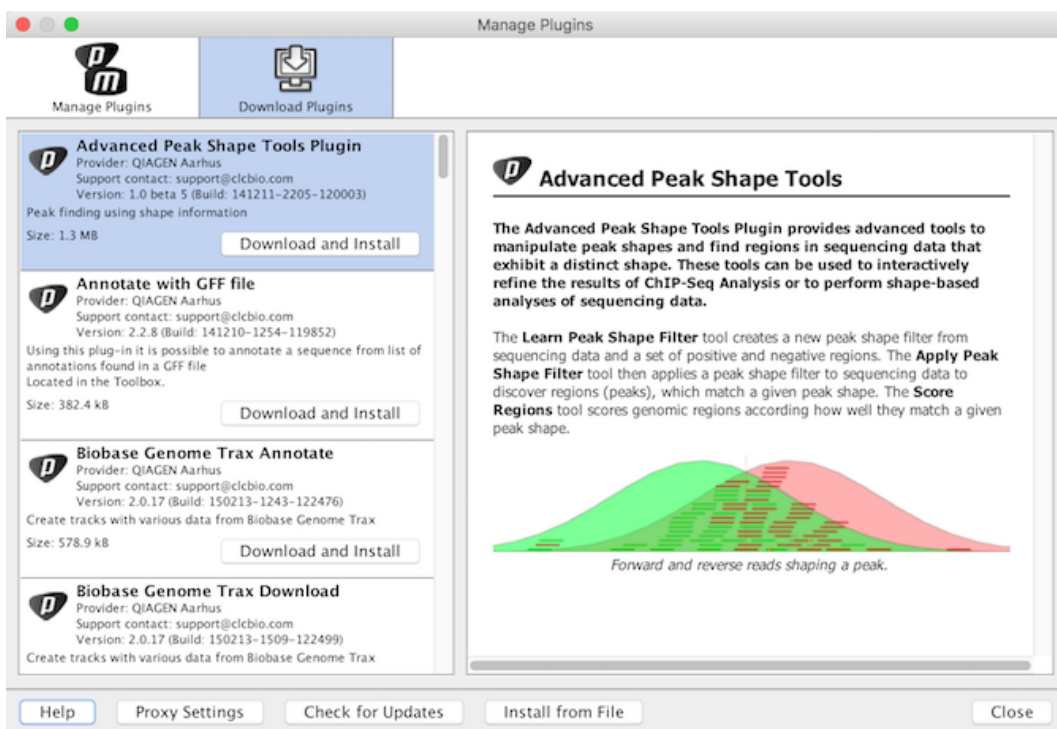 Manage Plugins
Manage Plugins
Download Plugins
Advanced Peak Shape Tools Plugin
Provider: QIAGEN Aarhus
Support contact: support@clcbio.com
Version: 1.0 beta 5 (Build: 141211-2205-120003)
Peak finding using shape information
Size: 1.3 MB
Download and Install
Annotate with GFF file
Provider: QIAGEN Aarhus
Support contact: support@clcbio.com
Version: 2.2.8 (Build: 141210-1254-119852)
Using this plug-in it is possible to annotate a sequence from list of
annotations found in a GFF file
Located in the Toolbox.
Size: 382.4 kB
Download and Install
Biobase Genome Trax Annotate
Provider: QIAGEN Aarhus
Support contact: support@clcbio.com
Version: 2.0.17 (Build: 150213-1243-122476)
Create tracks with various data from Biobase Genome Trax
Size: 578.9 kB
Download and Install
Biobase Genome Trax Download
Provider: QIAGEN Aarhus
Support contact: support@clcbio.com
Version: 2.0.17 (Build: 150213-1509-122499)
Create tracks with various data from Biobase Genome Trax
Advanced Peak Shape Tools
The Advanced Peak Shape Tools Plugin provides advanced tools to
manipulate peak shapes and find regions in sequencing data that
exhibit a distinct shape. These tools can be used to interactively
refine the results of ChIP-Seq Analysis or to perform shape-based
analyses of sequencing data.
The Learn Peak Shape Filter tool creates a new peak shape filter from
sequencing data and a set of positive and negative regions. The Apply Peak
Shape Filter tool then applies a peak shape filter to sequencing data to
discover regions (peaks), which match a given peak shape. The Score
Regions tool scores genomic regions according how well they match a given
peak shape.
Forward and reverse reads shaping a peak.
Help
Proxy Settings
Check for Updates
Install from File
Close